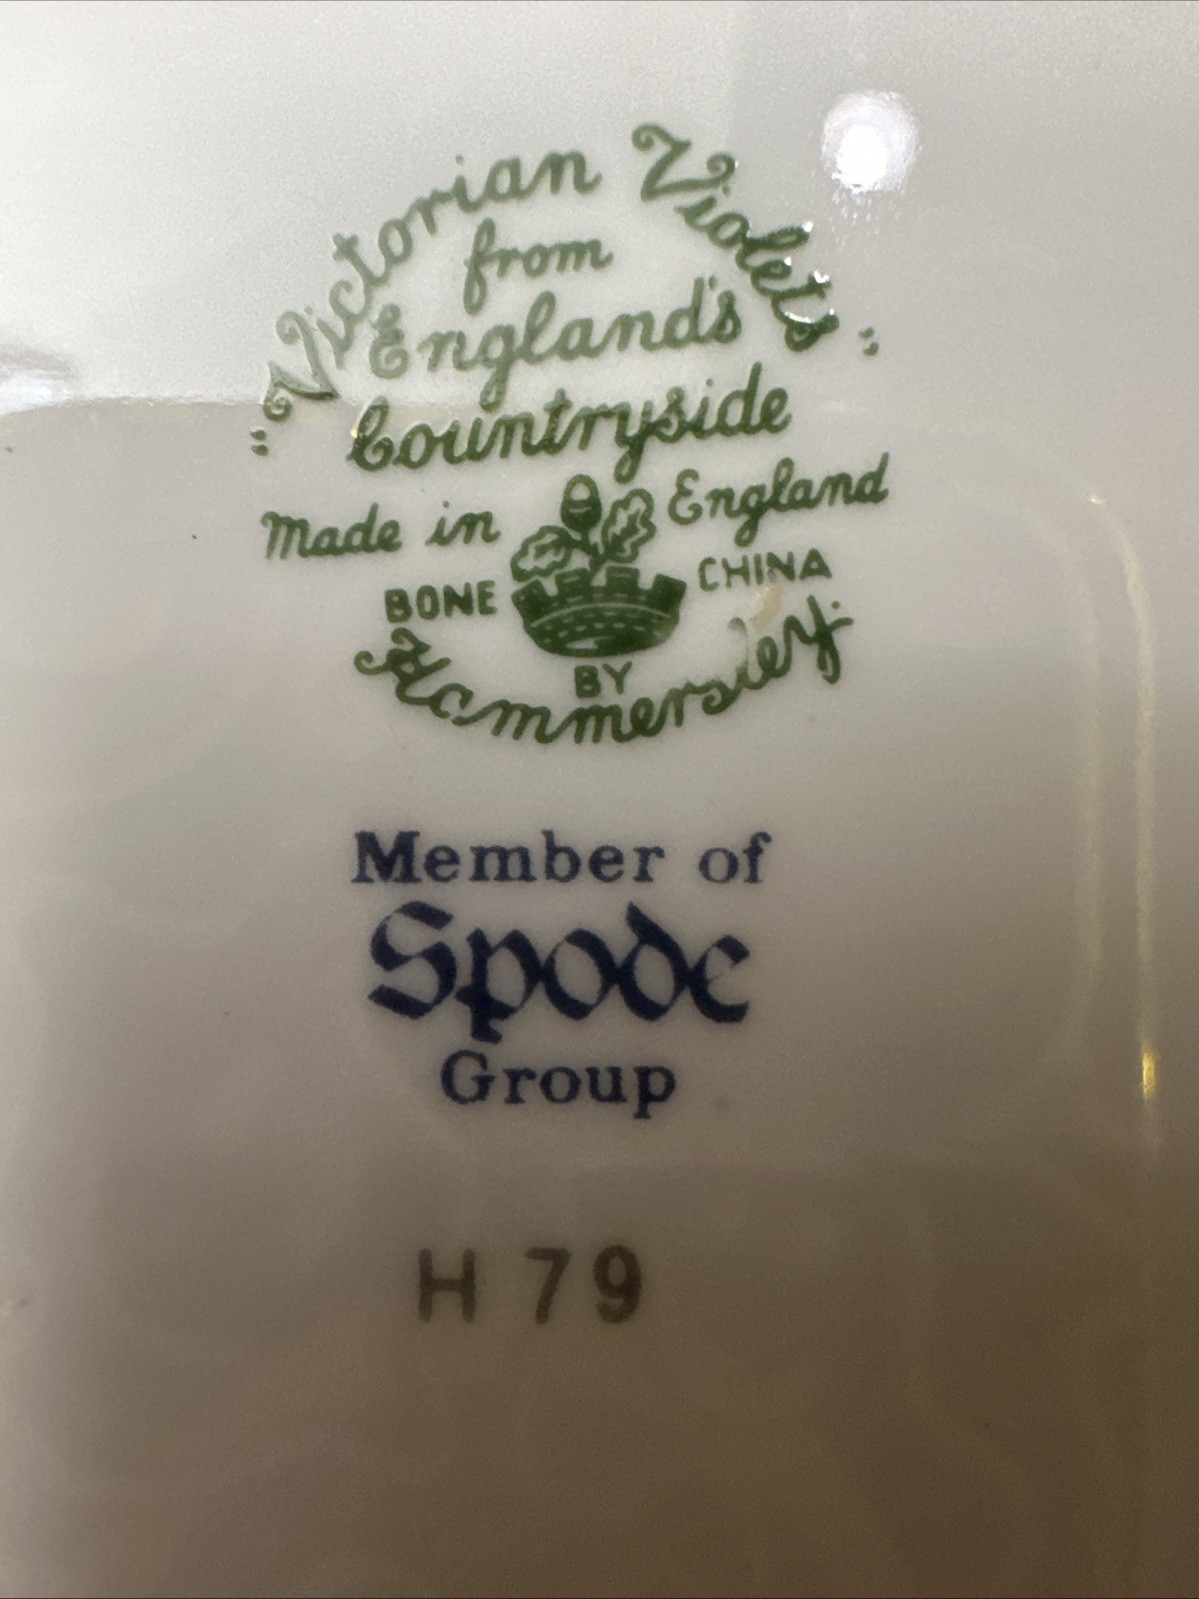 "Victorian Violets"
from
England's
Countryside
Made in England
BONE CHINA
BY
Hammersley.
Member of
Spode
Group
H 79